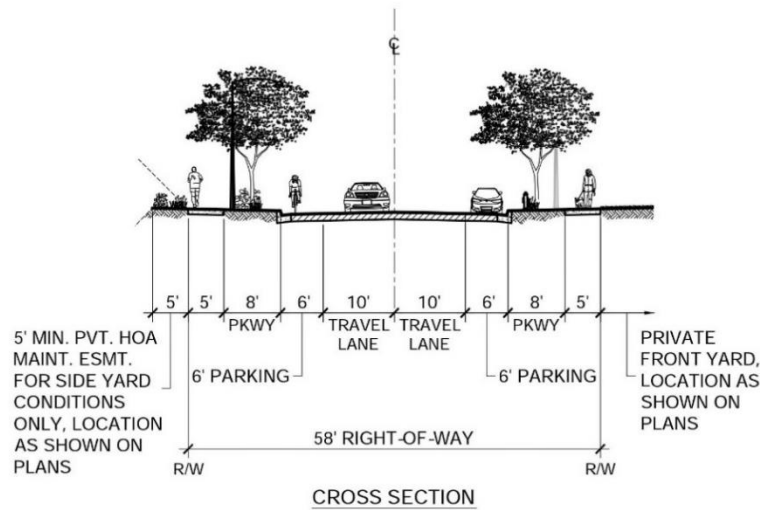 ℄
5' 5' 8' 6' 10' 10' 6' 8' 5'
PKWY TRAVEL LANE TRAVEL LANE PKWY
5' MIN. PVT. HOA
MAINT. ESMT.
FOR SIDE YARD
CONDITIONS
ONLY, LOCATION
AS SHOWN ON
PLANS
6' PARKING
6' PARKING
PRIVATE
FRONT YARD,
LOCATION AS
SHOWN ON
PLANS
58' RIGHT-OF-WAY
R/W
R/W
CROSS SECTION